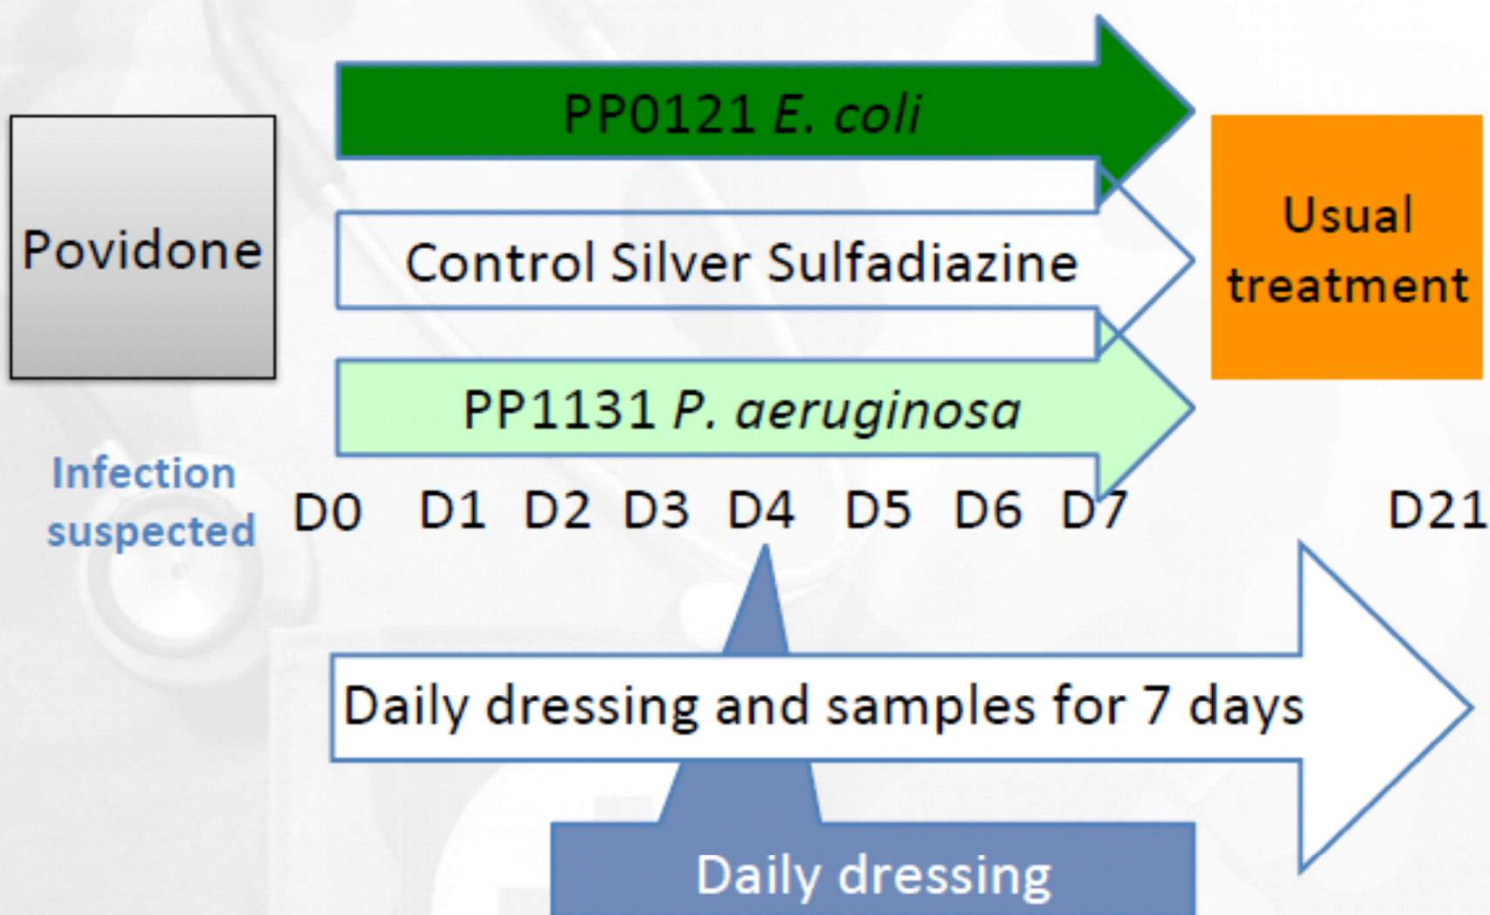 PP0121 E. coli
Povidone
Control Silver Sulfadiazine
Usual
treatment
PP1131 P. aeruginosa
Infection
suspected
D0 D1 D2 D3 D4 D5 D6 D7 D21
Daily dressing and samples for 7 days
Daily dressing